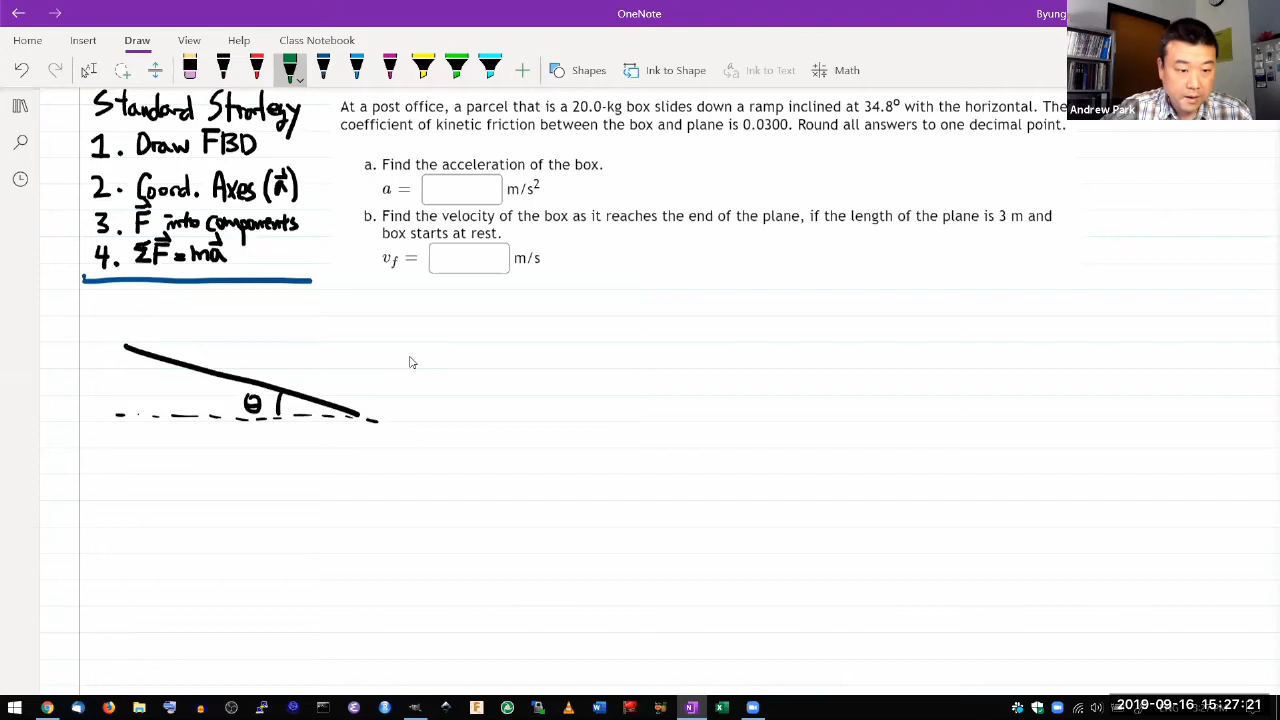 OneNote
Byung
Home Insert Draw View Help Class Notebook
Shapes Ink to Shape Ink to Text Math
Andrew Park
Standard Strategy
1. Draw FBD
2. Coord. Axes (a⃗)
3. F⃗ into components
4. ΣF⃗ = ma⃗
At a post office, a parcel that is a 20.0-kg box slides down a ramp inclined at 34.8° with the horizontal. The
coefficient of kinetic friction between the box and plane is 0.0300. Round all answers to one decimal point.
a. Find the acceleration of the box.
a = m/s²
b. Find the velocity of the box as it reaches the end of the plane, if the length of the plane is 3 m and
box starts at rest.
v_f = m/s
θ
2019-09-16 15:27:21